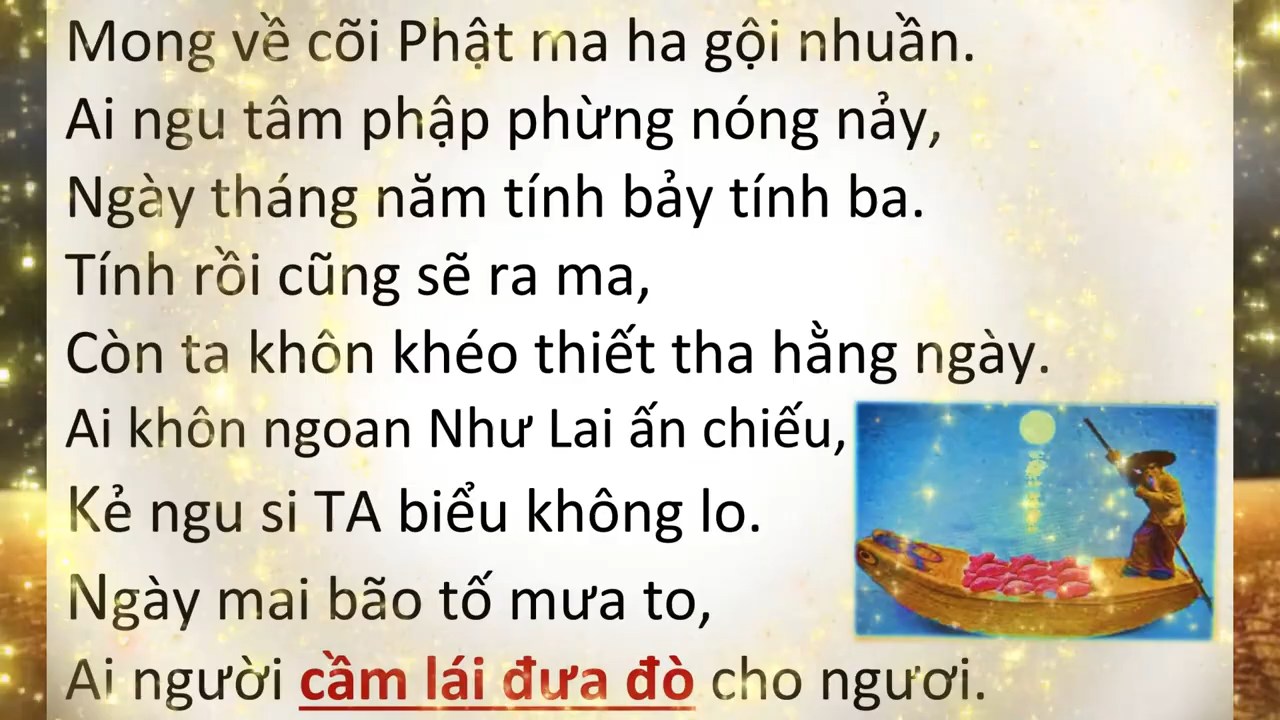 Mong về cõi Phật ma ha gội nhuần.
Ai ngu tâm phập phừng nóng nảy,
Ngày tháng năm tính bảy tính ba.
Tính rồi cũng sẽ ra ma,
Còn ta khôn khéo thiết tha hằng ngày.
Ai khôn ngoan Như Lai ấn chiếu,
Kẻ ngu si TA biểu không lo.
Ngày mai bão tố mưa to,
Ai người cầm lái đưa đò cho ngươi.